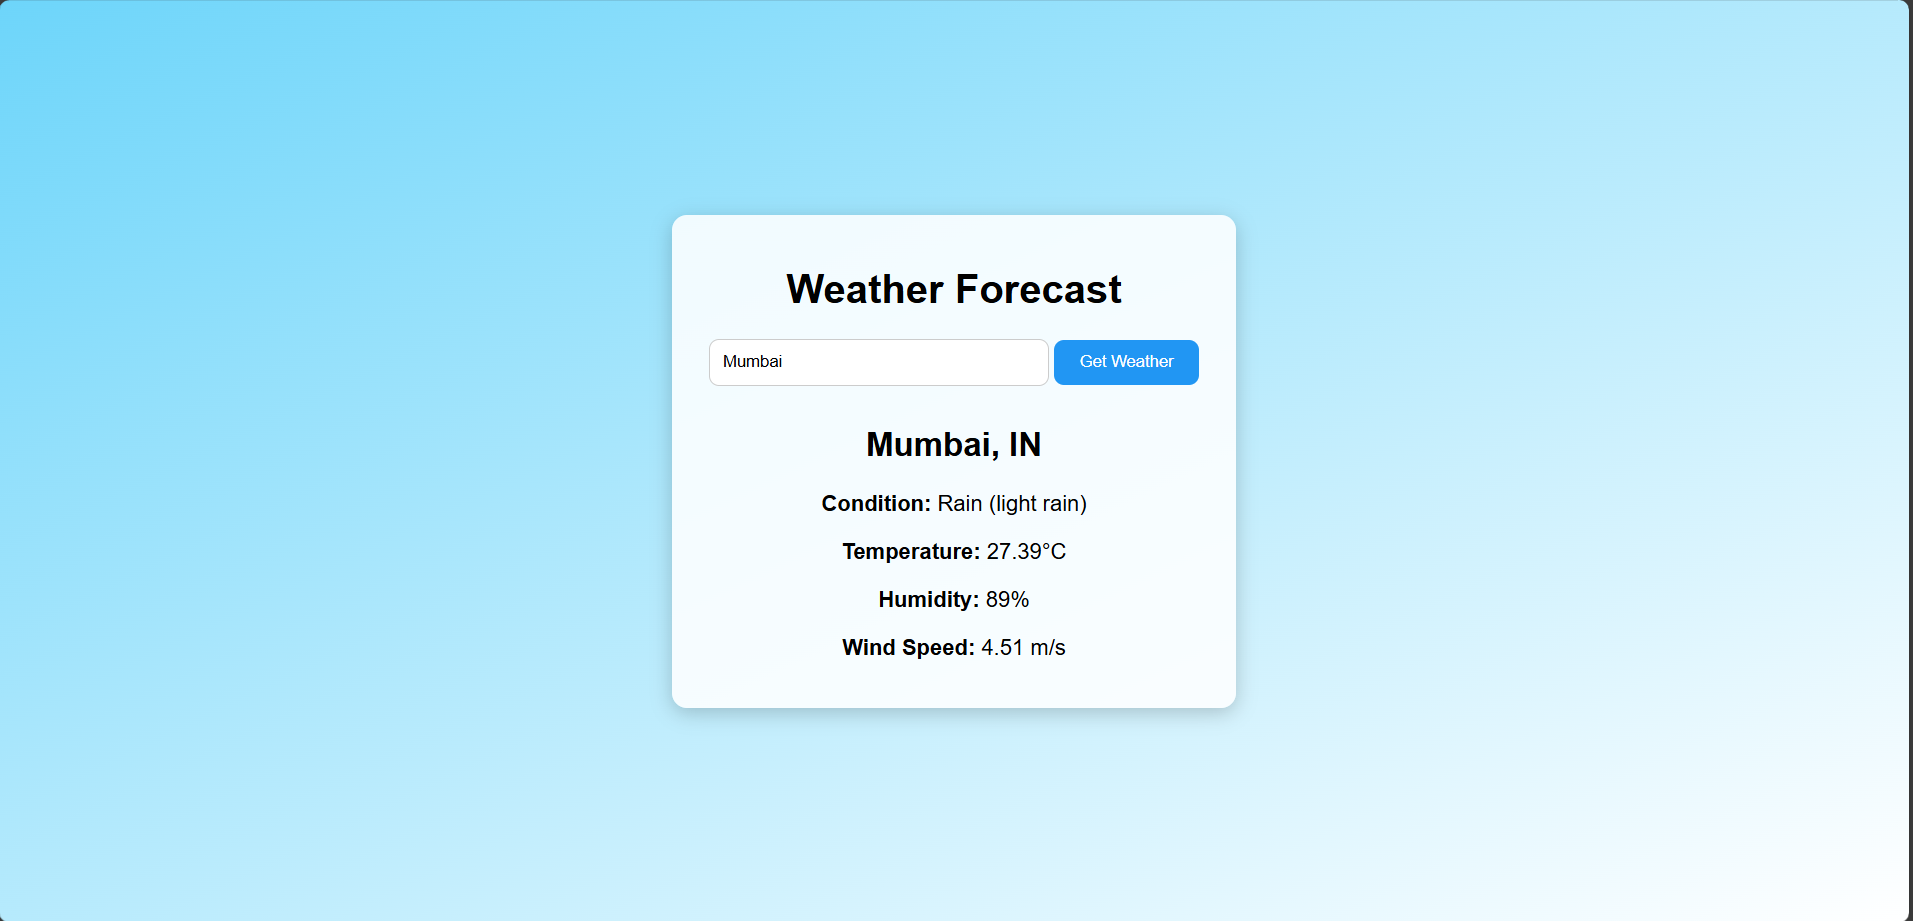 Weather Forecast
Mumbai Get Weather
Mumbai, IN
Condition: Rain (light rain)
Temperature: 27.39°C
Humidity: 89%
Wind Speed: 4.51 m/s